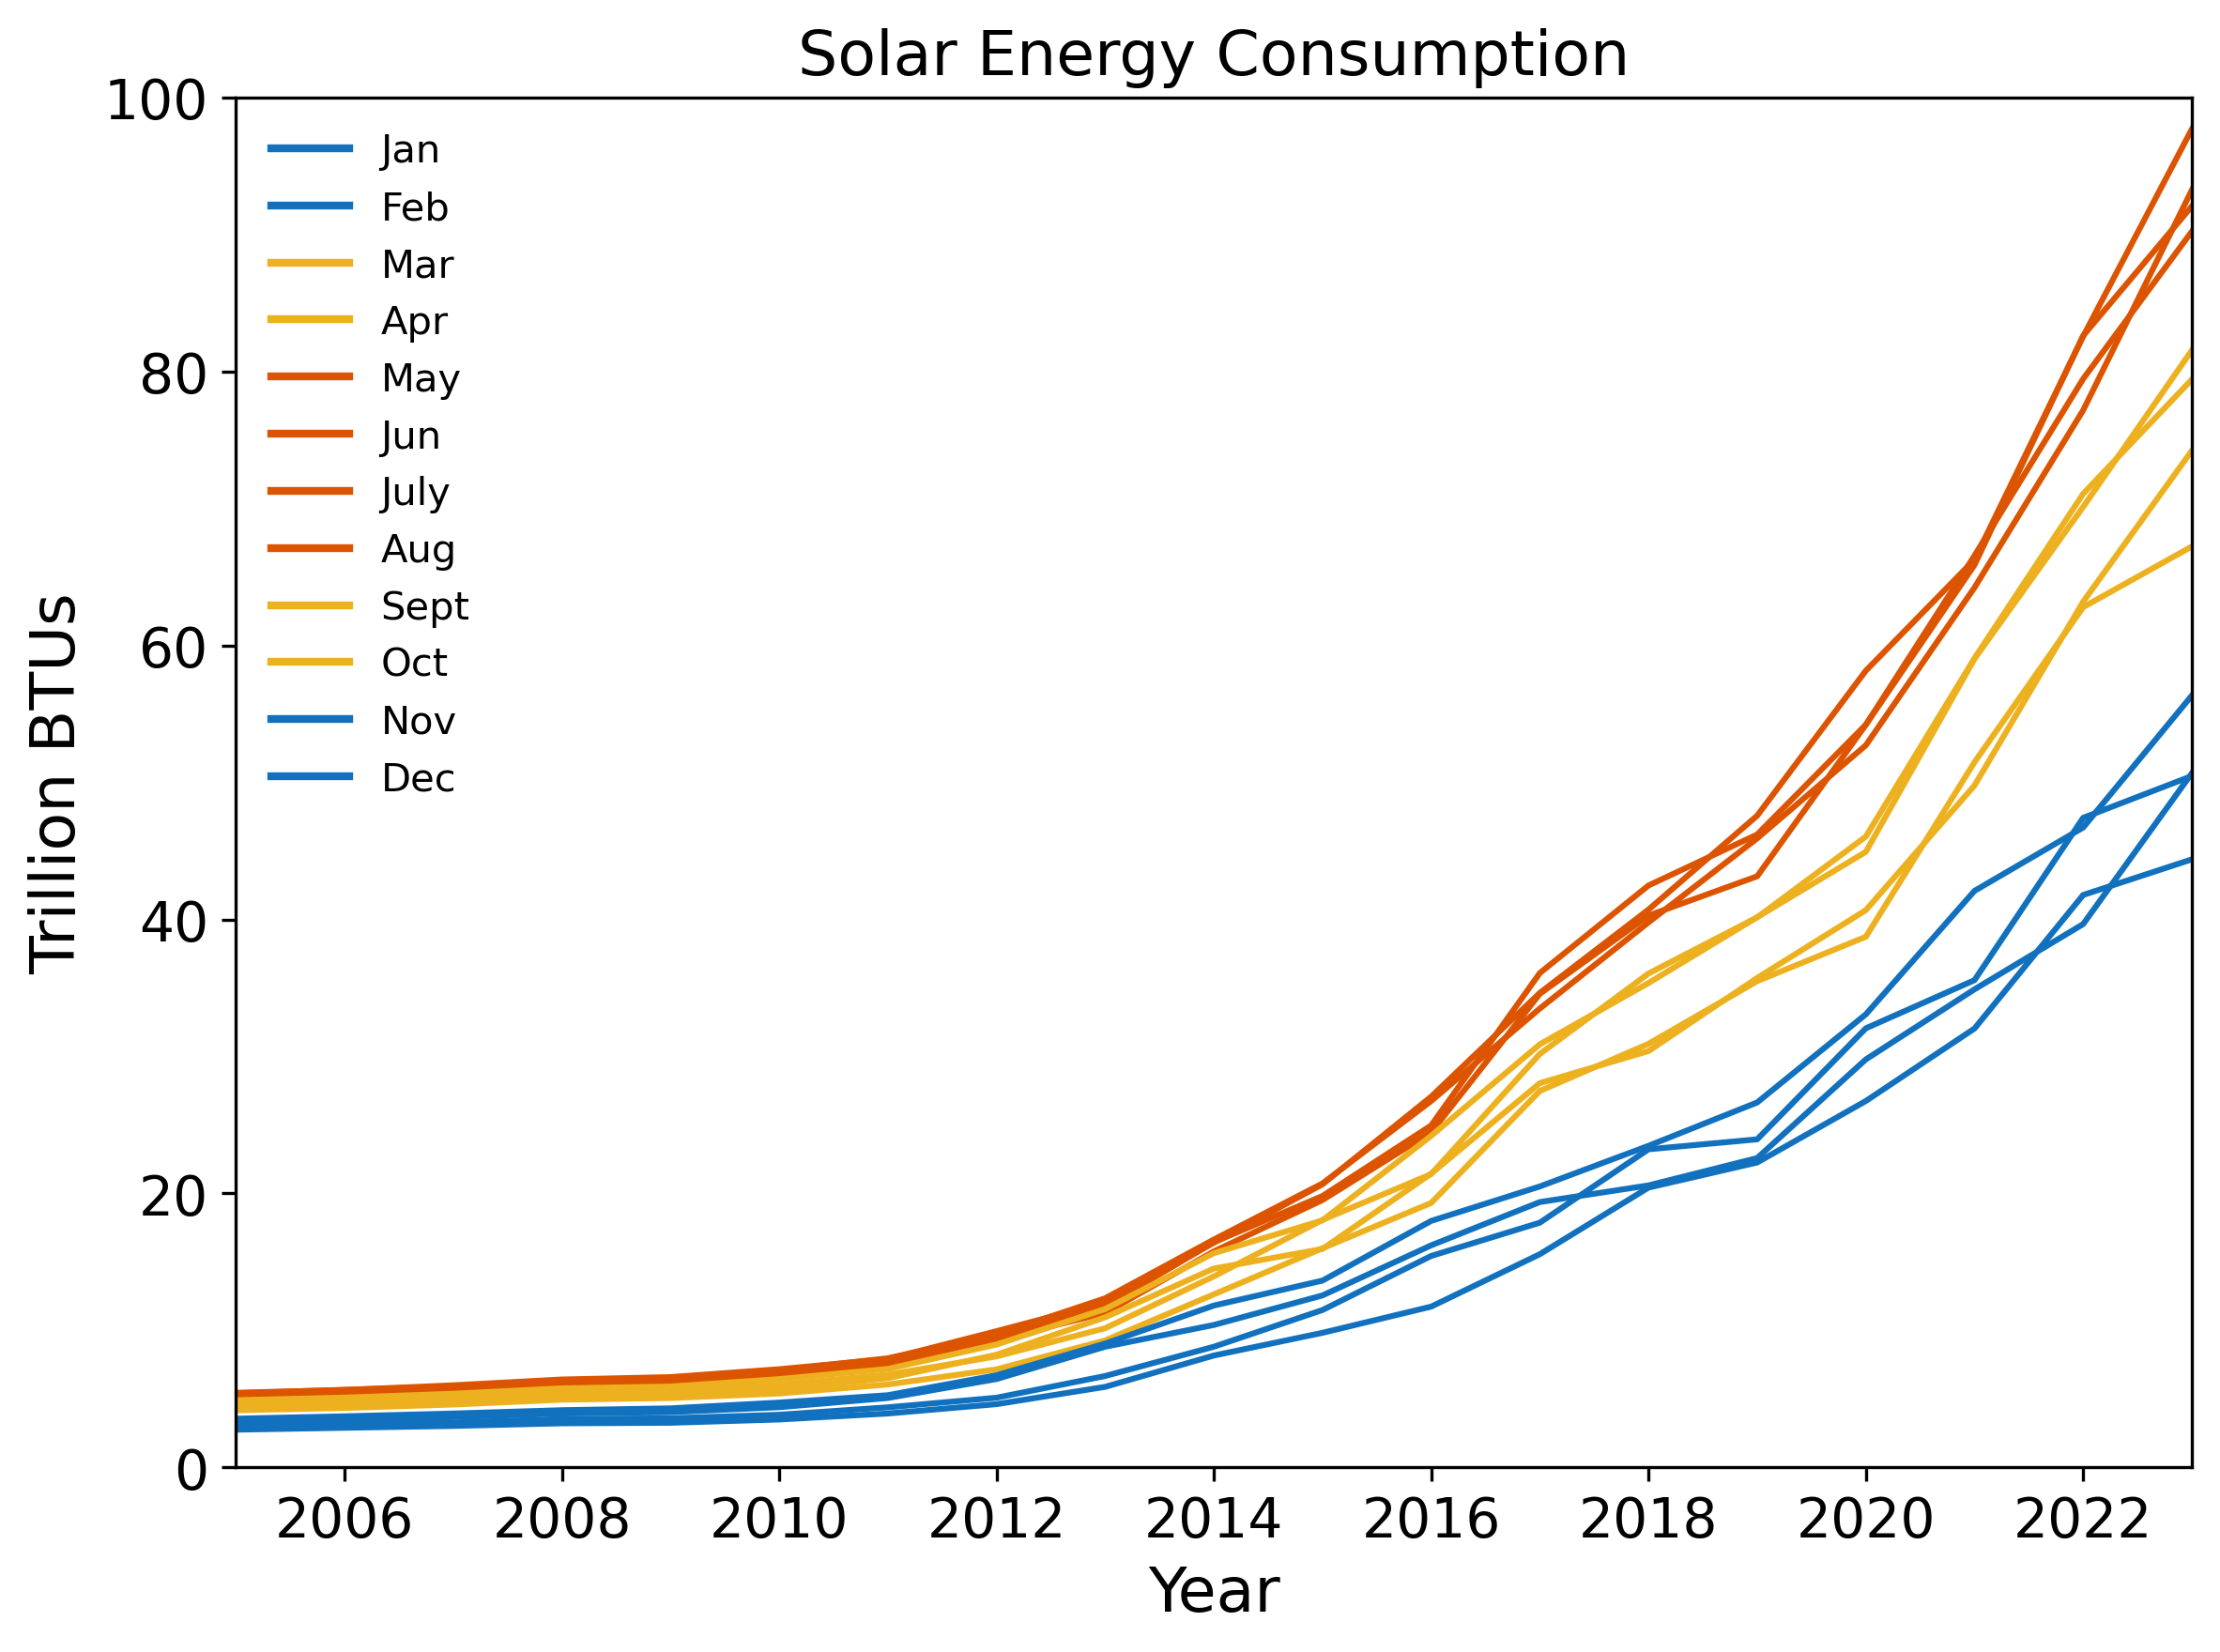 Solar Energy Consumption
100
80
60
40
20
0
Trillion BTUs
Jan
Feb
Mar
Apr
May
Jun
July
Aug
Sept
Oct
Nov
Dec
2006 2008 2010 2012 2014 2016 2018 2020 2022
Year